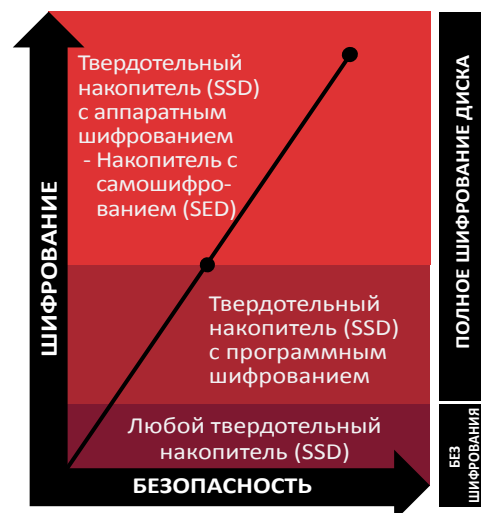 Твердотельный
накопитель (SSD)
с аппаратным
шифрованием
- Накопитель с
самошифро-
ванием (SED)
Твердотельный
накопитель (SSD)
с программным
шифрованием
Любой твердотельный
накопитель (SSD)
ШИФРОВАНИЕ
БЕЗОПАСНОСТЬ
ПОЛНОЕ ШИФРОВАНИЕ ДИСКА
БЕЗ
ШИФРОВАНИЯ